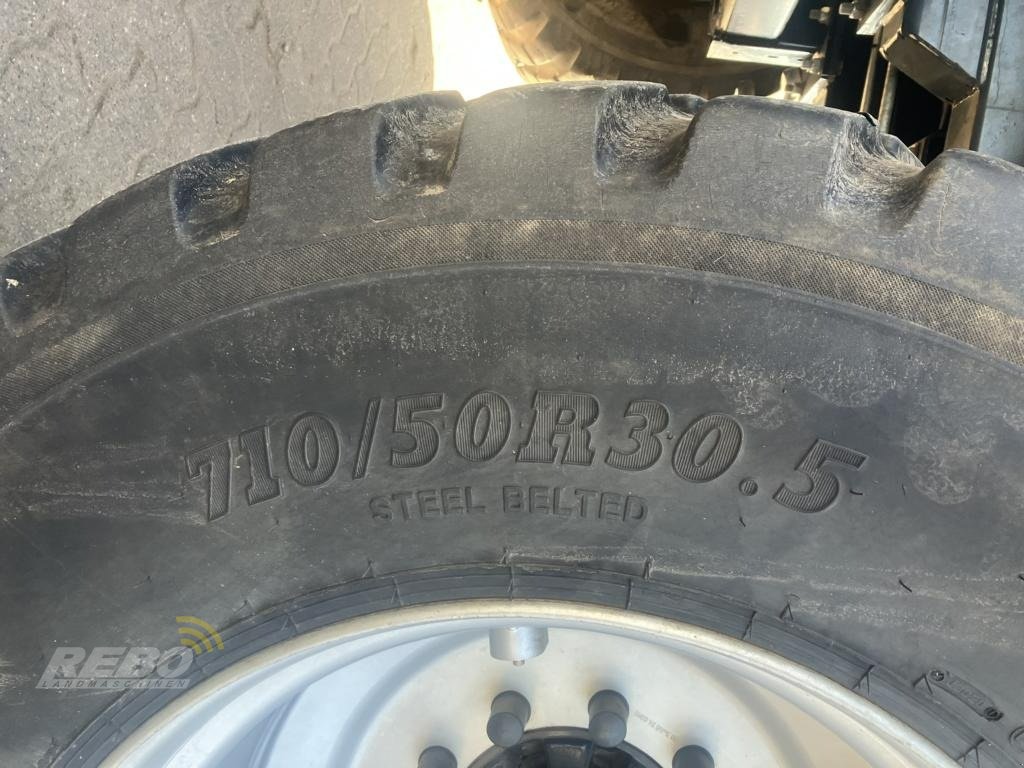 710/50R30.5
STEEL BELTED
REBO
LANDMASCHINEN